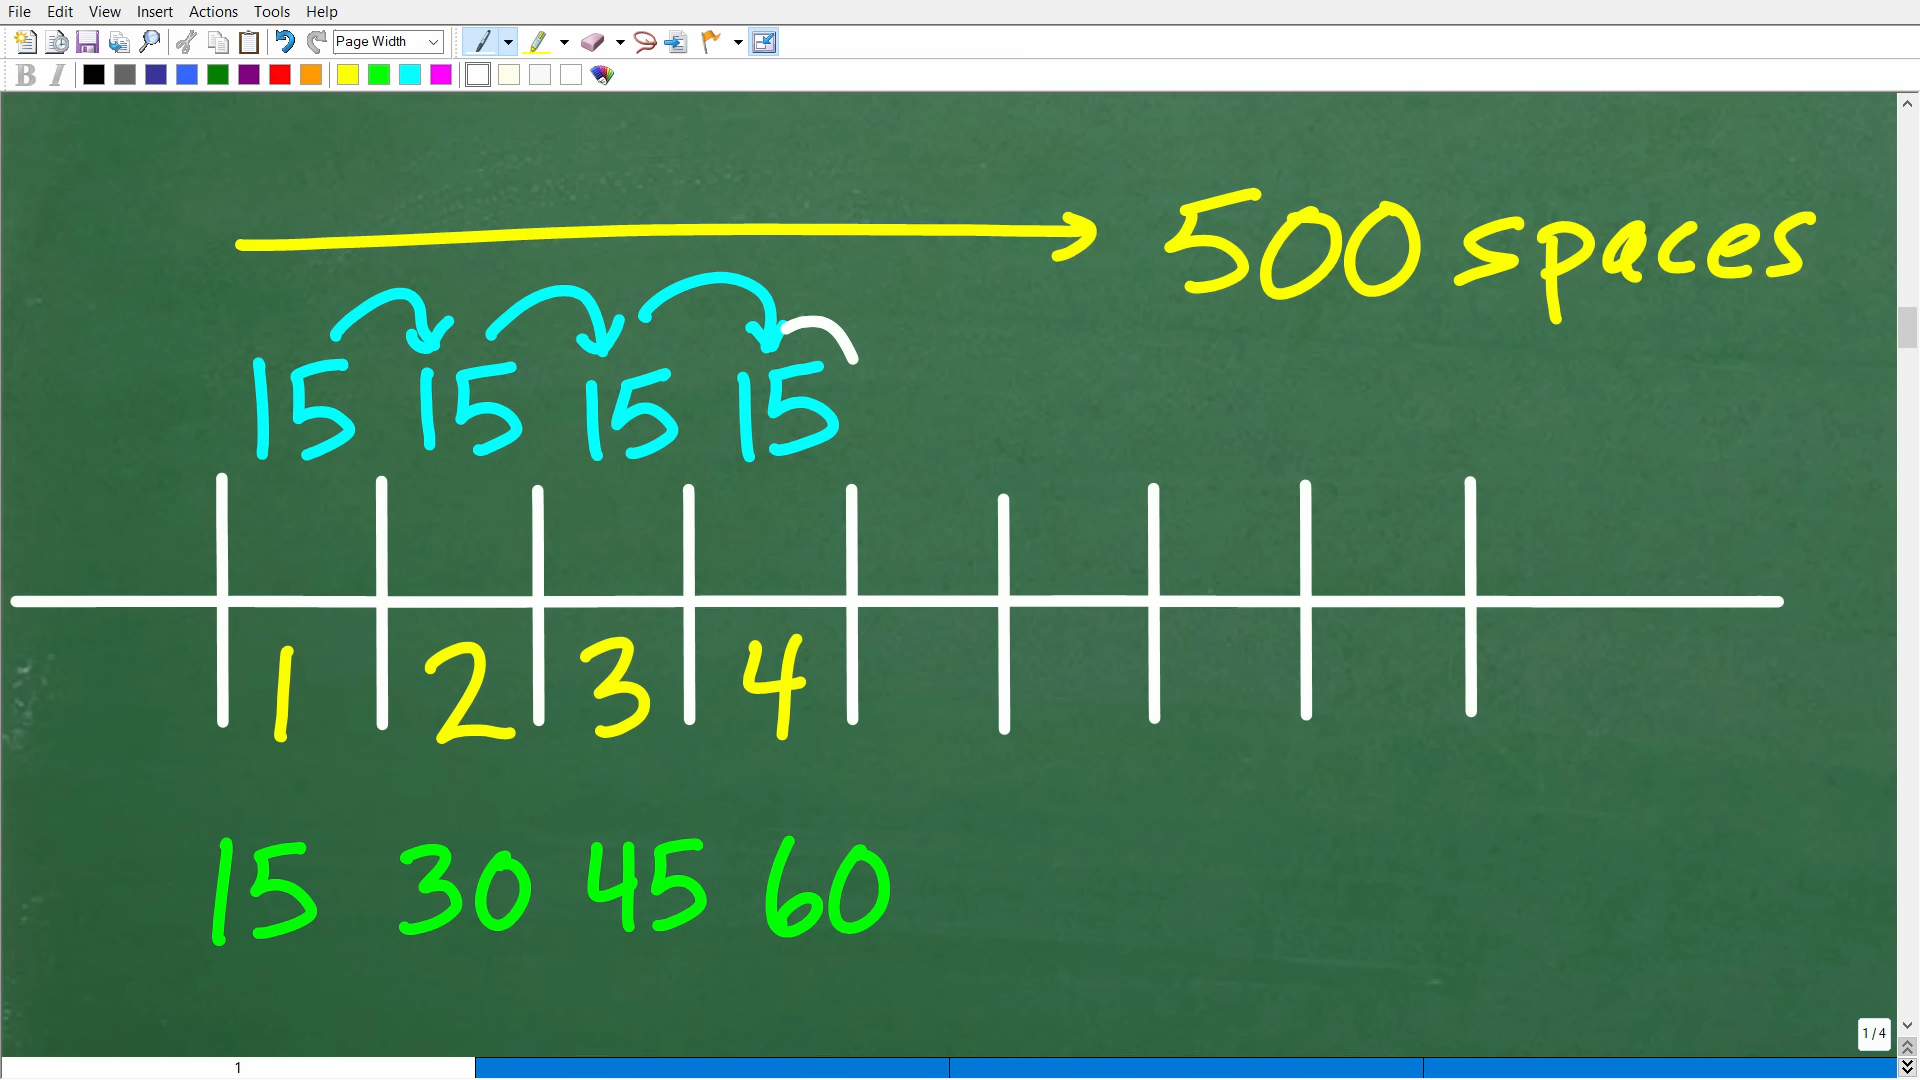 File Edit View Insert Actions Tools Help
Page Width
B I
500 spaces
15 15 15 15
1 2 3 4
15 30 45 60
1 / 4
1